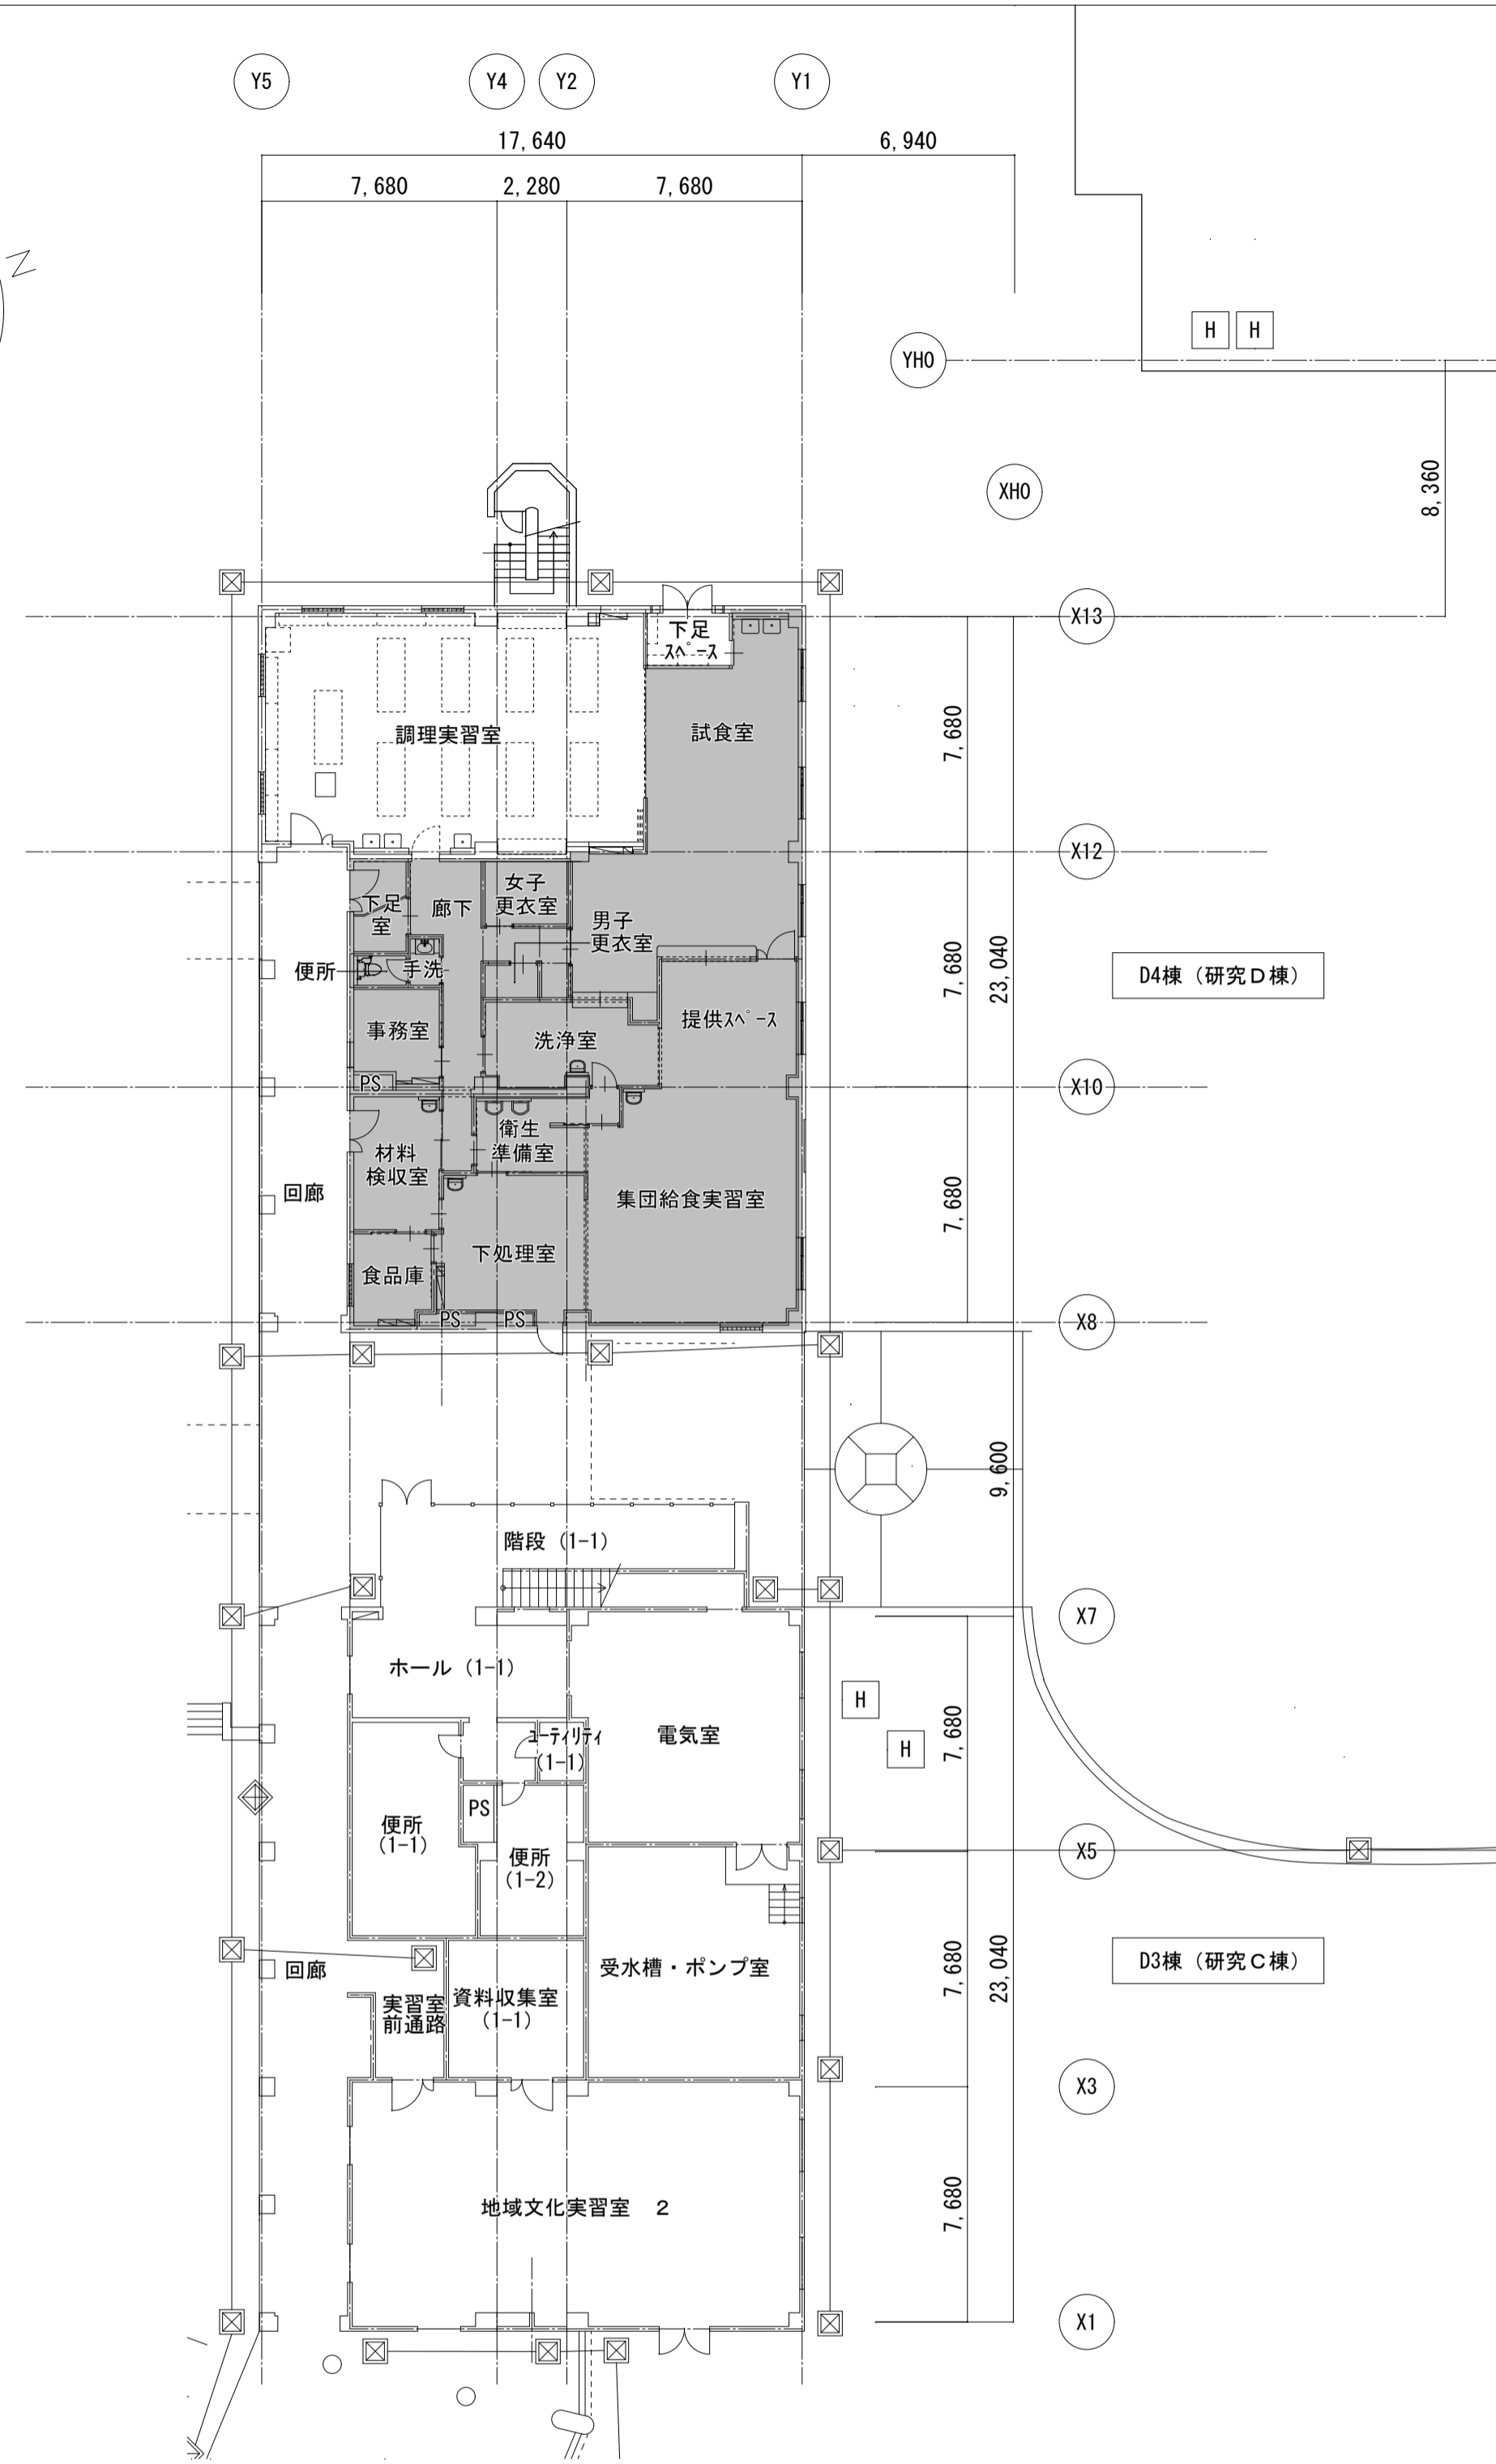 Y5
Y4
Y2
Y1
17,640
6,940
7,680
2,280
7,680
N
H
H
YH0
XH0
8,360
X13
下足
スペース
調理実習室
試食室
7,680
X12
下足
室
廊下
女子
更衣室
男子
更衣室
便所
手洗
7,680
23,040
D4棟（研究D棟）
事務室
洗浄室
提供スペース
PS
X10
材料
検収室
衛生
準備室
回廊
集団給食実習室
7,680
下処理室
食品庫
PS
PS
X8
9,600
階段（1-1）
X7
ホール（1-1）
H
H
電気室
ユーティリティ
（1-1）
7,680
便所
（1-1）
PS
便所
（1-2）
X5
回廊
受水槽・ポンプ室
7,680
23,040
D3棟（研究C棟）
実習室
前通路
資料収集室
（1-1）
X3
地域文化実習室　２
7,680
X1